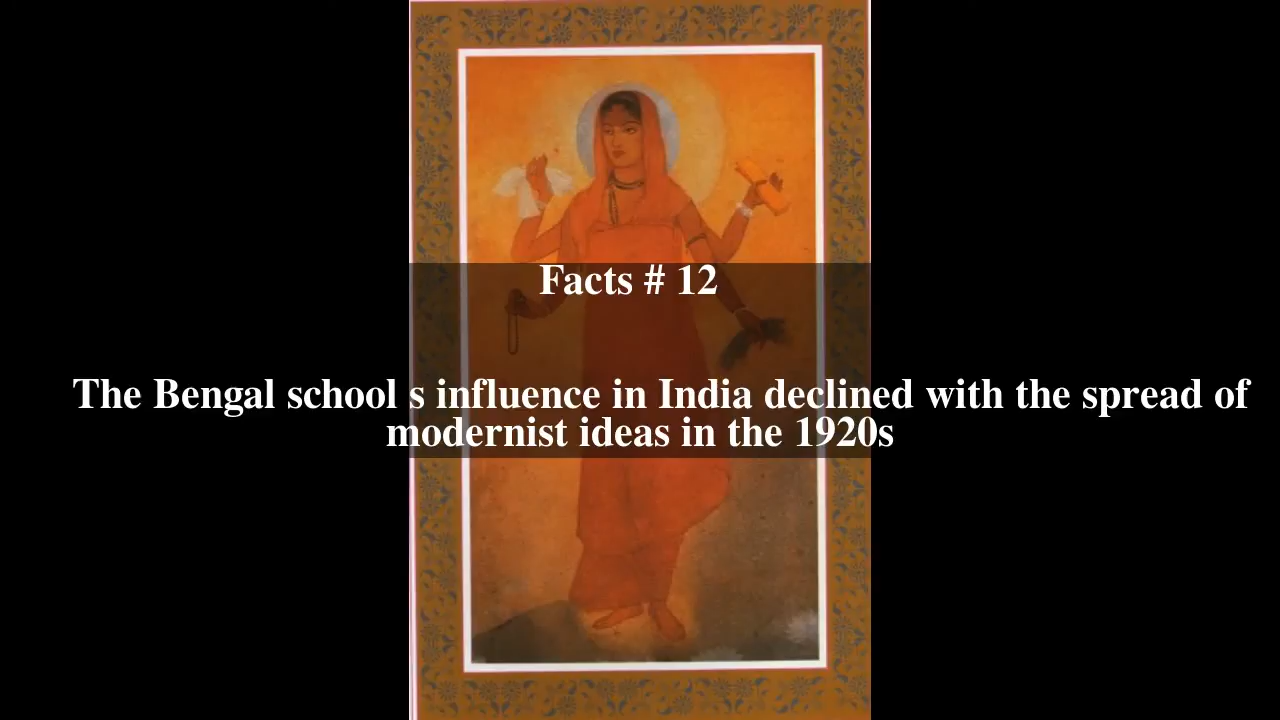 Facts # 12
The Bengal school s influence in India declined with the spread of
modernist ideas in the 1920s